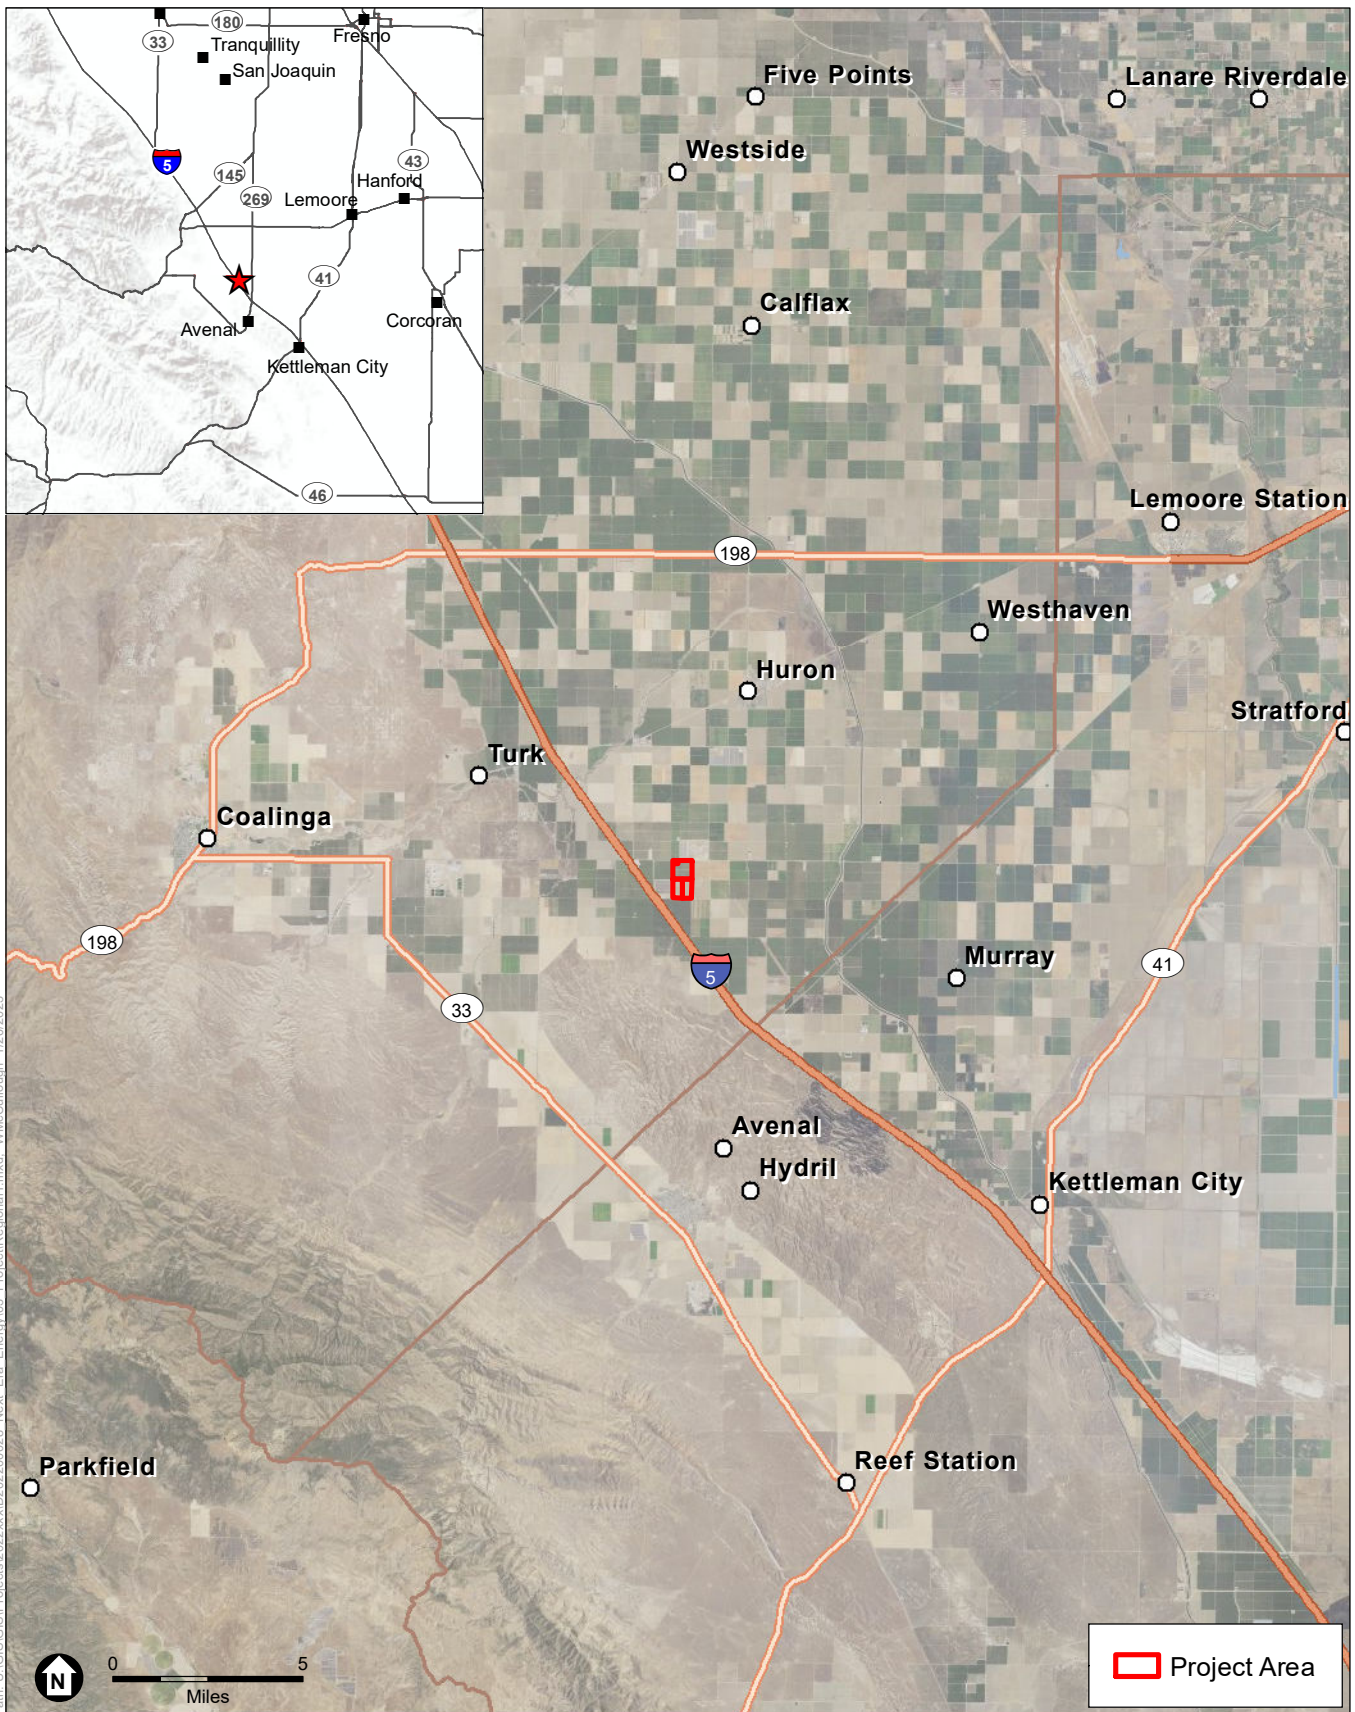 180
33
Fresno
Tranquillity
San Joaquin
5
145
43
Hanford
269
Lemoore
41
Avenal
Corcoran
Kettleman City
46
Five Points
Lanare Riverdale
Westside
Calflax
Lemoore Station
198
Westhaven
Huron
Stratford
Turk
Coalinga
198
Murray
41
5
33
Avenal
Hydril
Kettleman City
Reef Station
Parkfield
N
0 5
Miles
Project Area